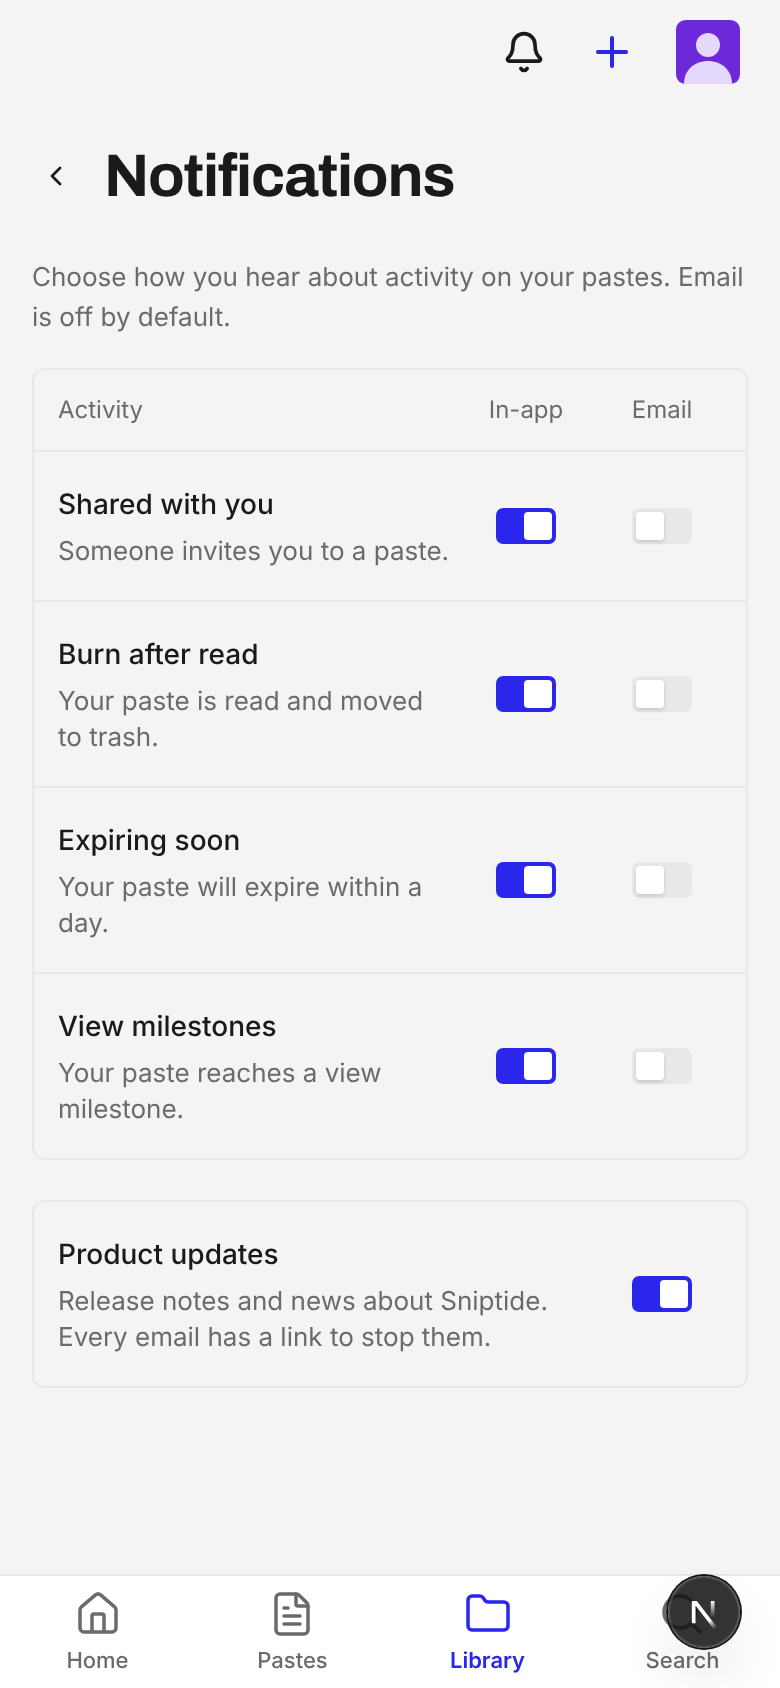 Notifications
Choose how you hear about activity on your pastes. Email
is off by default.
Activity In-app Email
Shared with you
Someone invites you to a paste.
Burn after read
Your paste is read and moved
to trash.
Expiring soon
Your paste will expire within a
day.
View milestones
Your paste reaches a view
milestone.
Product updates
Release notes and news about Sniptide.
Every email has a link to stop them.
N
Home Pastes Library Search